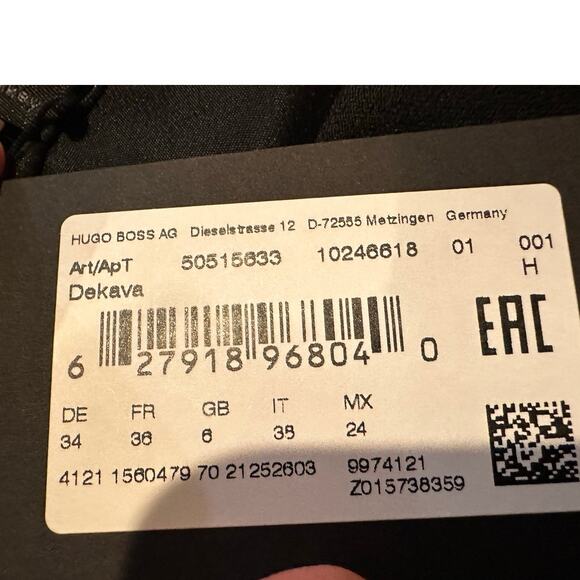 HUGO BOSS AG Dieselstrasse 12 D-72555 Metzingen Germany
Art/АрТ 50515633 10246618 01 001
Dekava H
EAC
6 27918 96804 0
DE FR GB IT MX
34 36 6 38 24
4121 1560479 70 21252603 9974121
Z015738359